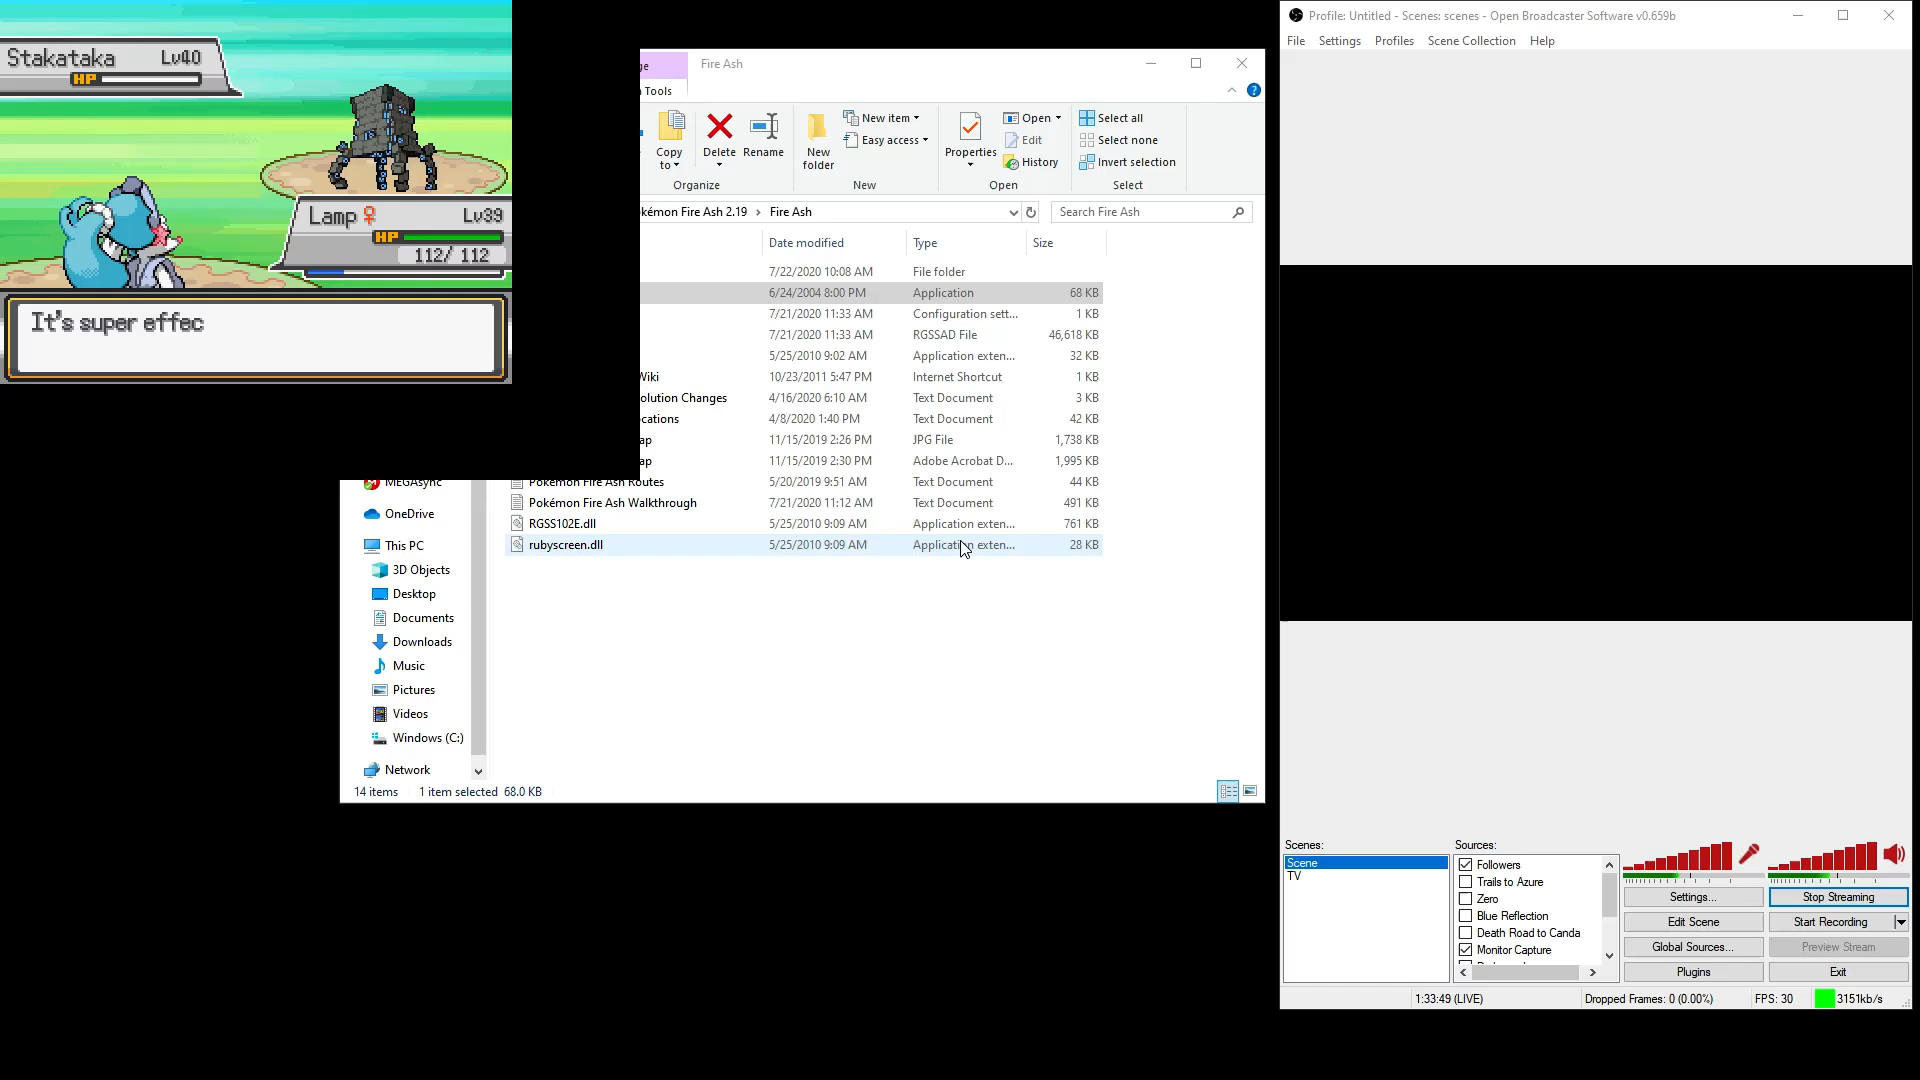 Stakataka Lv40
HP
Lamp♀ Lv39
HP
112/ 112
It's super effec
ge
Fire Ash
Tools
Copy to
Delete
Rename
New folder
New item
Easy access
Properties
Open
Edit
History
Select all
Select none
Invert selection
Organize
New
Open
Select
kémon Fire Ash 2.19 > Fire Ash
Search Fire Ash
Date modified Type Size
7/22/2020 10:08 AM File folder
6/24/2004 8:00 PM Application 68 KB
7/21/2020 11:33 AM Configuration sett... 1 KB
7/21/2020 11:33 AM RGSSAD File 46,618 KB
5/25/2010 9:02 AM Application exten... 32 KB
Wiki 10/23/2011 5:47 PM Internet Shortcut 1 KB
olution Changes 4/16/2020 6:10 AM Text Document 3 KB
cations 4/8/2020 1:40 PM Text Document 42 KB
ap 11/15/2019 2:26 PM JPG File 1,738 KB
ap 11/15/2019 2:30 PM Adobe Acrobat D... 1,995 KB
Pokémon Fire Ash Routes 5/20/2019 9:51 AM Text Document 44 KB
Pokémon Fire Ash Walkthrough 7/21/2020 11:12 AM Text Document 491 KB
RGSS102E.dll 5/25/2010 9:09 AM Application exten... 761 KB
rubyscreen.dll 5/25/2010 9:09 AM Application exten... 28 KB
MEGAsync
OneDrive
This PC
3D Objects
Desktop
Documents
Downloads
Music
Pictures
Videos
Windows (C:)
Network
14 items 1 item selected 68.0 KB
Profile: Untitled - Scenes: scenes - Open Broadcaster Software v0.659b
File Settings Profiles Scene Collection Help
Scenes:
Scene
TV
Sources:
Followers
Trails to Azure
Zero
Blue Reflection
Death Road to Canda
Monitor Capture
Settings... Stop Streaming
Edit Scene Start Recording
Global Sources... Preview Stream
Plugins Exit
1:33:49 (LIVE) Dropped Frames: 0 (0.00%) FPS: 30 3151kb/s